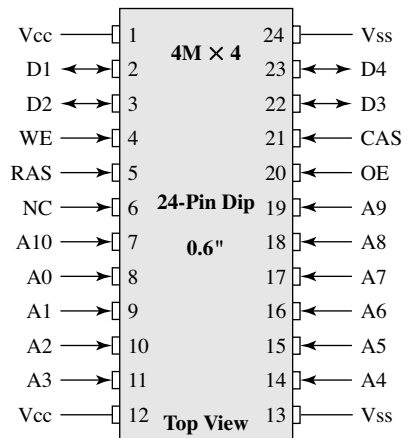 Vcc 1 24 Vss
4M × 4
D1 2 23 D4
D2 3 22 D3
WE 4 21 CAS
RAS 5 20 OE
24-Pin Dip
NC 6 19 A9
0.6"
A10 7 18 A8
A0 8 17 A7
A1 9 16 A6
A2 10 15 A5
A3 11 14 A4
Vcc 12 13 Vss
Top View